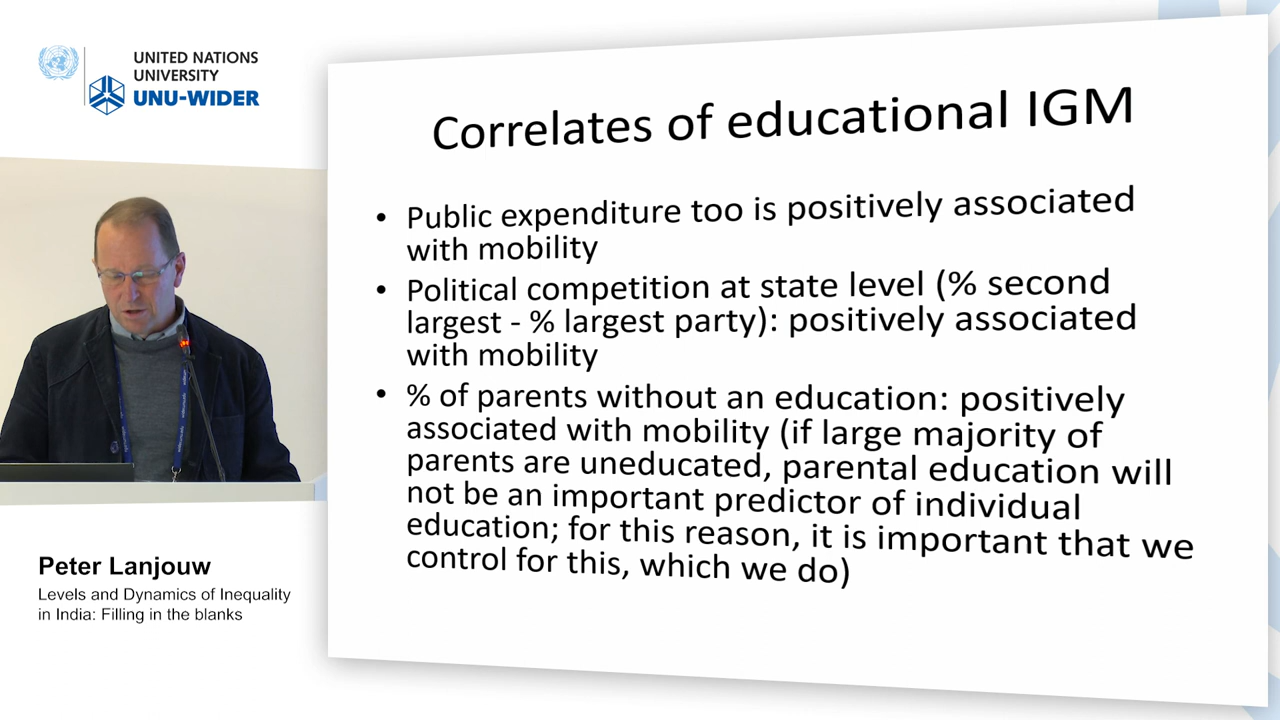 UNITED NATIONS
UNIVERSITY
UNU-WIDER
Correlates of educational IGM
• Public expenditure too is positively associated
with mobility
• Political competition at state level (% second
largest - % largest party): positively associated
with mobility
• % of parents without an education: positively
associated with mobility (if large majority of
parents are uneducated, parental education will
not be an important predictor of individual
education; for this reason, it is important that we
control for this, which we do)
Peter Lanjouw
Levels and Dynamics of Inequality
in India: Filling in the blanks